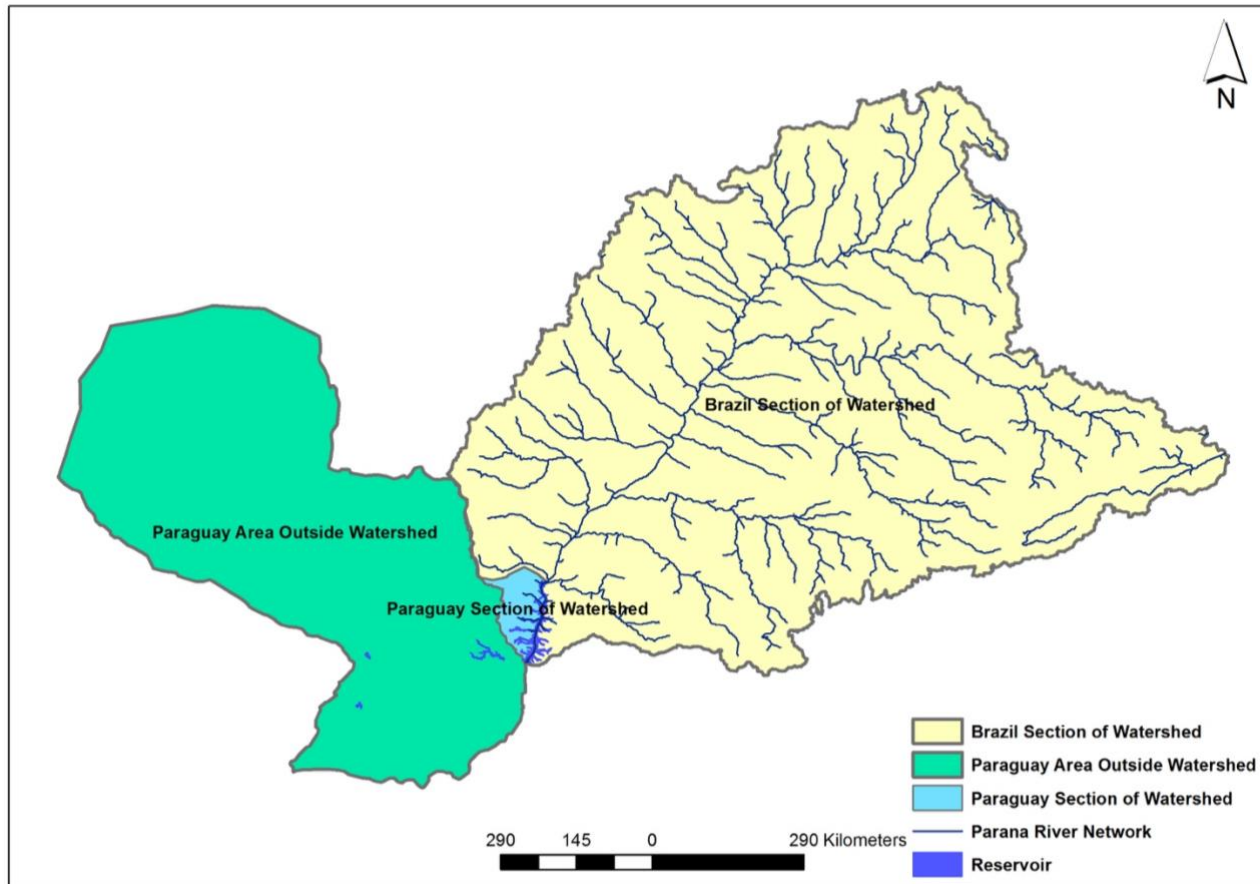 N
Brazil Section of Watershed
Paraguay Area Outside Watershed
Paraguay Section of Watershed
Brazil Section of Watershed
Paraguay Area Outside Watershed
Paraguay Section of Watershed
Parana River Network
Reservoir
290 145 0 290 Kilometers